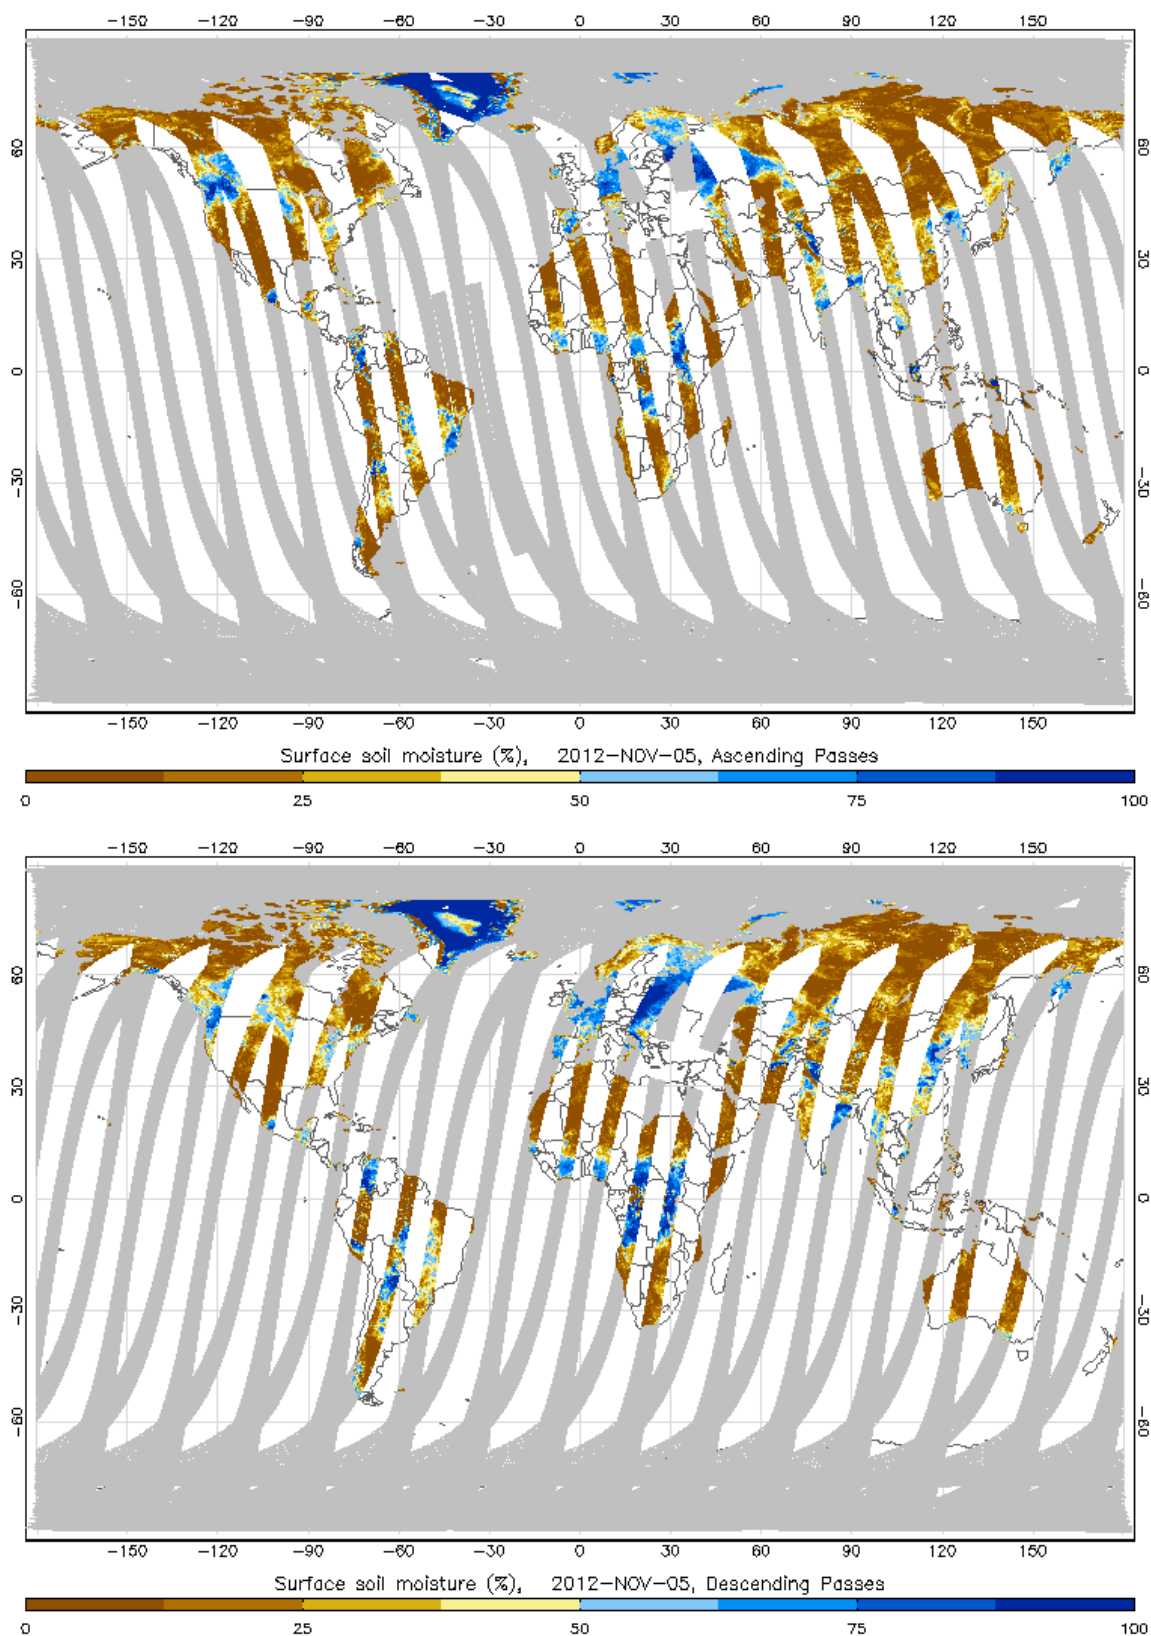 -150 -120 -90 -60 -30 0 30 60 90 120 150
60 60
30 30
0 0
-30 -30
-60 -60
-150 -120 -90 -60 -30 0 30 60 90 120 150
Surface soil moisture (%), 2012-NOV-05, Ascending Passes
0 25 50 75 100
-150 -120 -90 -60 -30 0 30 60 90 120 150
60 60
30 30
0 0
-30 -30
-60 -60
-150 -120 -90 -60 -30 0 30 60 90 120 150
Surface soil moisture (%), 2012-NOV-05, Descending Passes
0 25 50 75 100